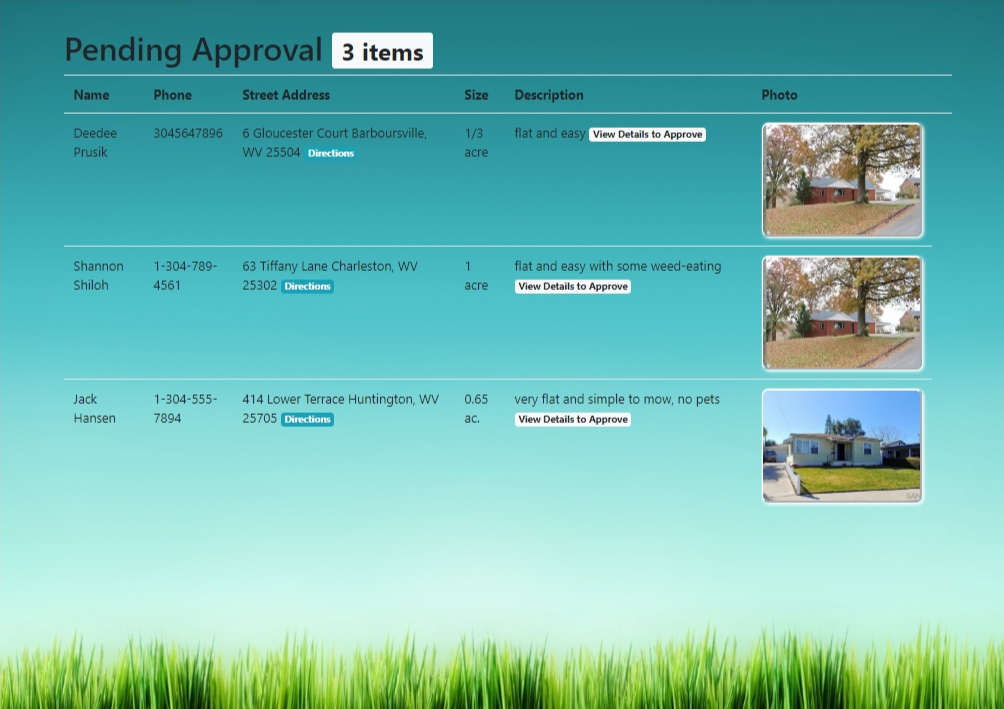 Pending Approval 3 items
Name Phone Street Address Size Description Photo
Deedee 3045647896 6 Gloucester Court Barboursville, 1/3 flat and easy View Details to Approve
Prusik WV 25504 Directions acre
Shannon 1-304-789- 63 Tiffany Lane Charleston, WV 1 flat and easy with some weed-eating
Shiloh 4561 25302 Directions acre View Details to Approve
Jack 1-304-555- 414 Lower Terrace Huntington, WV 0.65 very flat and simple to mow, no pets
Hansen 7894 25705 Directions ac. View Details to Approve